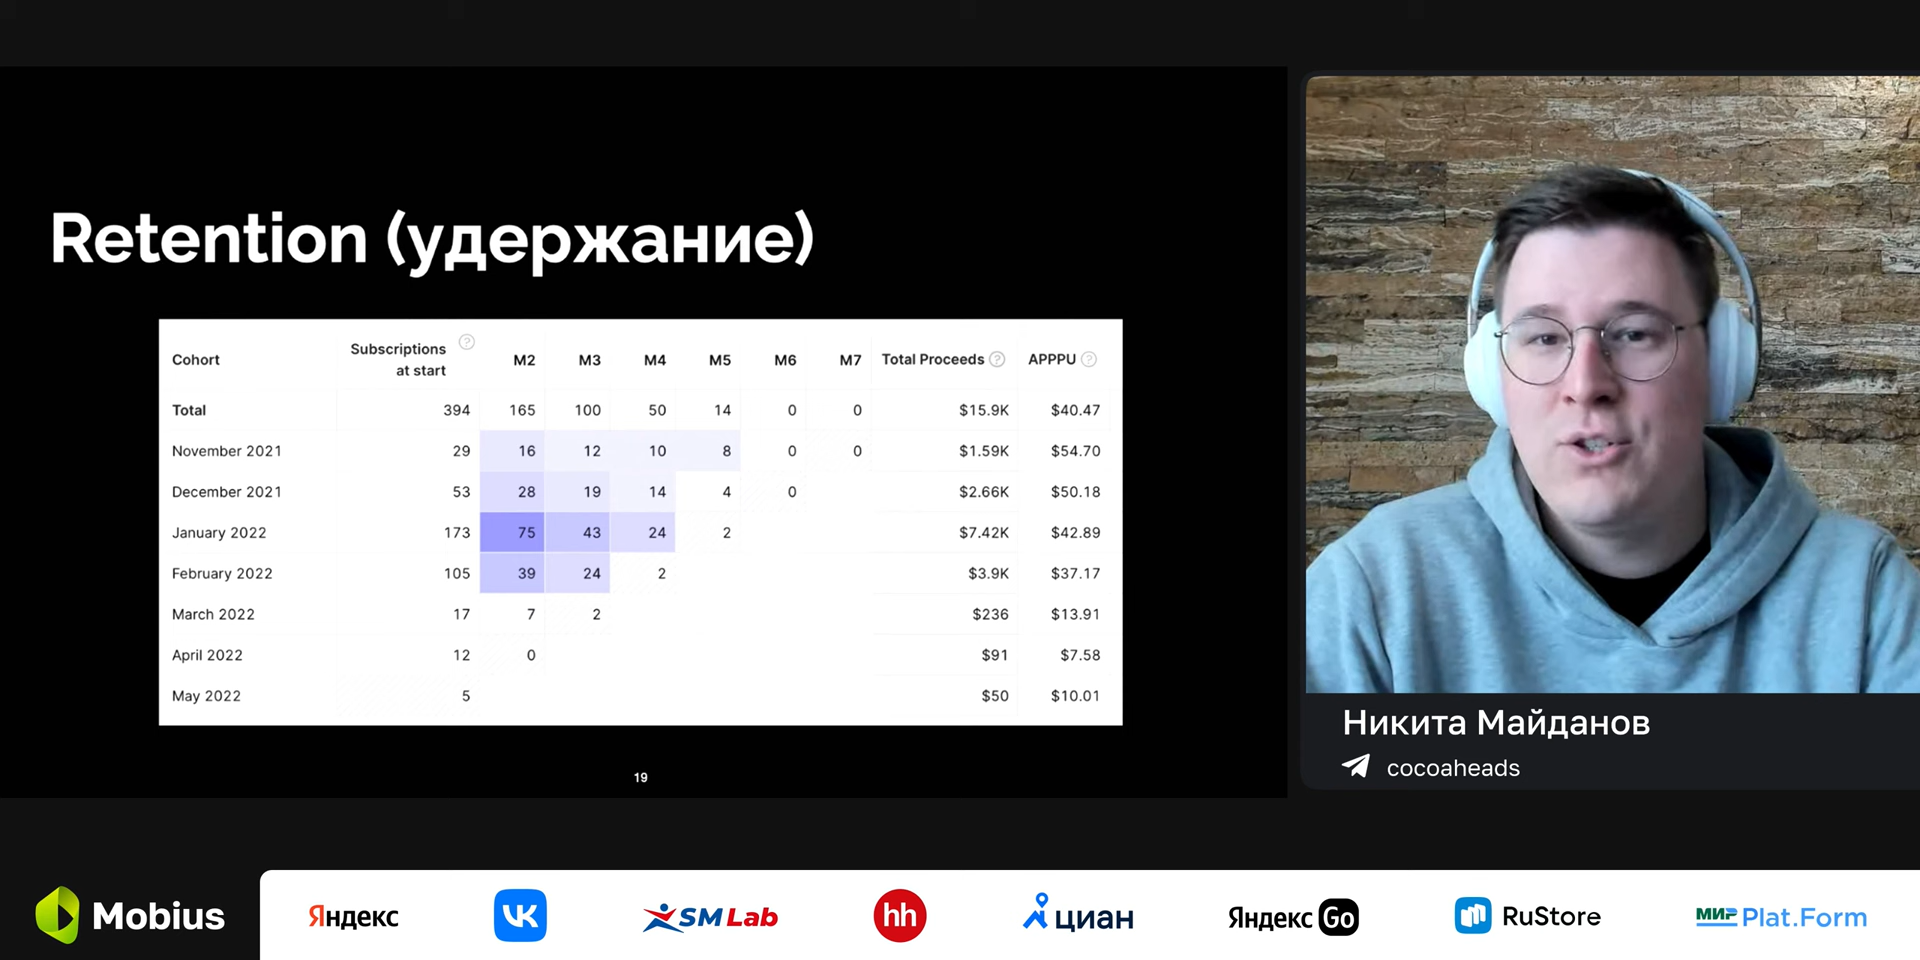 Retention (удержание)
Cohort Subscriptions at start M2 M3 M4 M5 M6 M7 Total Proceeds ? APPPU ?
Total 394 165 100 50 14 0 0 $15.9K $40.47
November 2021 29 16 12 10 8 0 0 $1.59K $54.70
December 2021 53 28 19 14 4 0 $2.66K $50.18
January 2022 173 75 43 24 2 $7.42K $42.89
February 2022 105 39 24 2 $3.9K $37.17
March 2022 17 7 2 $236 $13.91
April 2022 12 0 $91 $7.58
May 2022 5 $50 $10.01
19
Никита Майданов
cocoaheads
Mobius
Яндекс
VK
SM Lab
hh
циан
Яндекс Go
RuStore
МИР Plat.Form